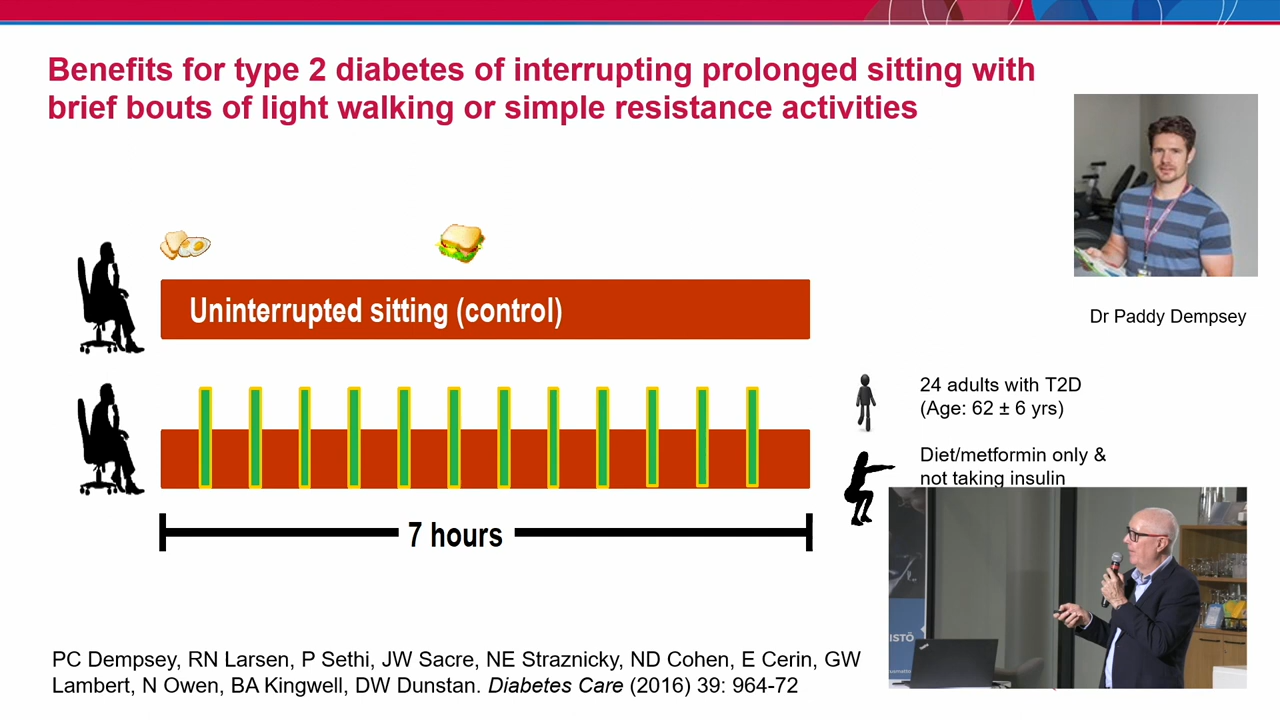 Benefits for type 2 diabetes of interrupting prolonged sitting with
brief bouts of light walking or simple resistance activities
Dr Paddy Dempsey
Uninterrupted sitting (control)
24 adults with T2D
(Age: 62 ± 6 yrs)
Diet/metformin only &
not taking insulin
7 hours
ISTÖ
PC Dempsey, RN Larsen, P Sethi, JW Sacre, NE Straznicky, ND Cohen, E Cerin, GW
Lambert, N Owen, BA Kingwell, DW Dunstan. Diabetes Care (2016) 39: 964-72